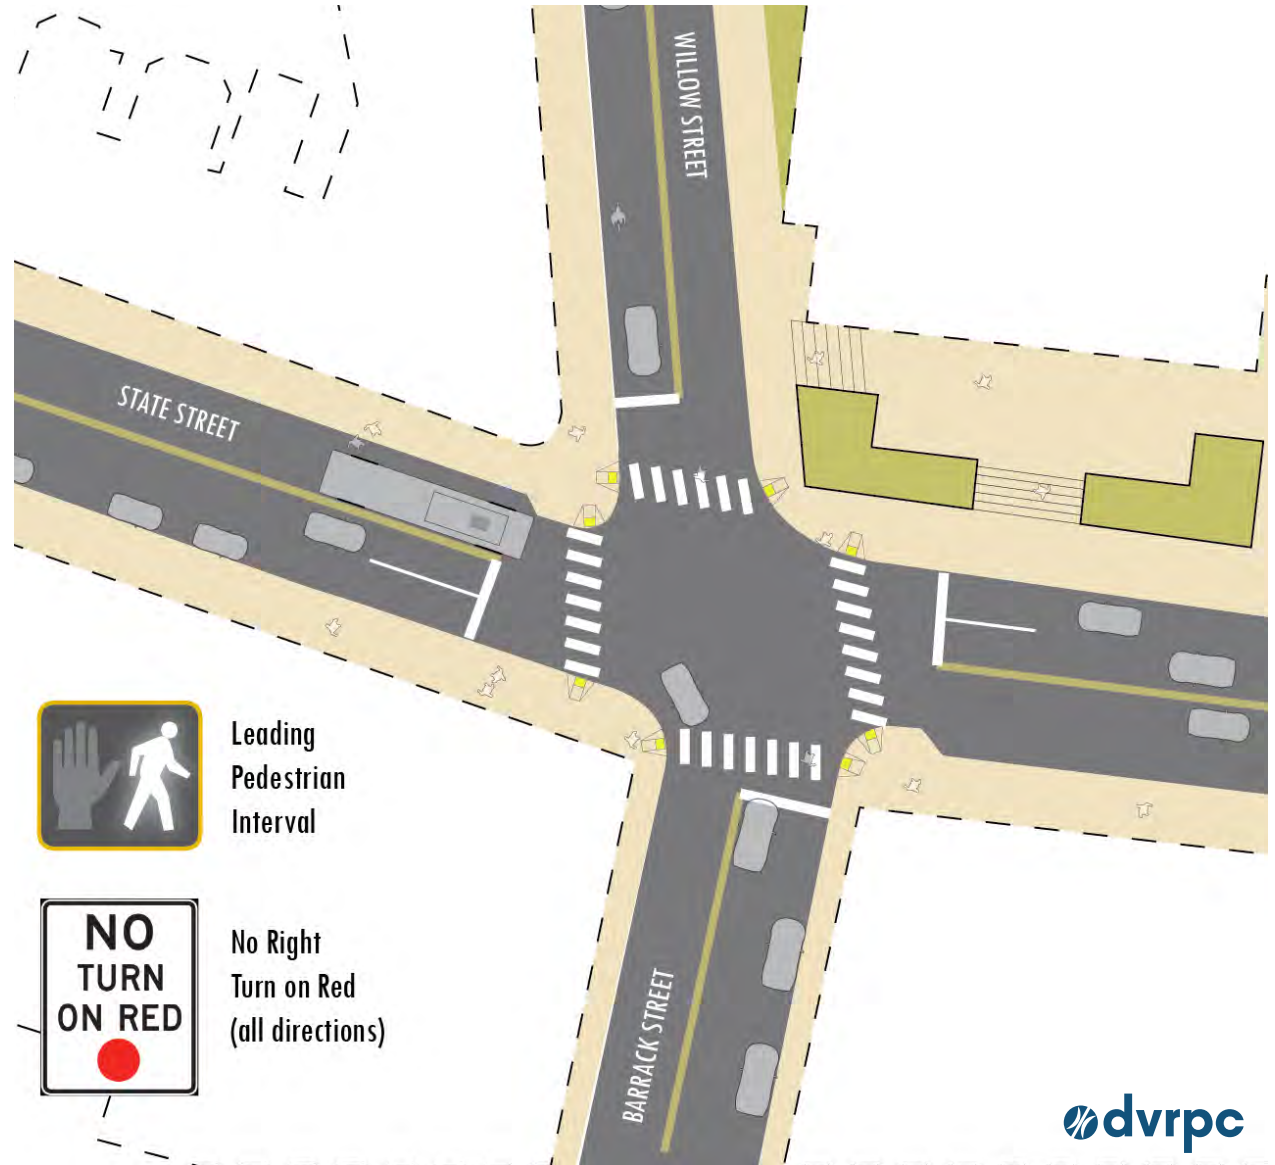 WILLOW STREET
STATE STREET
Leading
Pedestrian
Interval
NO
TURN
ON RED
No Right
Turn on Red
(all directions)
BARRACK STREET
dvrpc